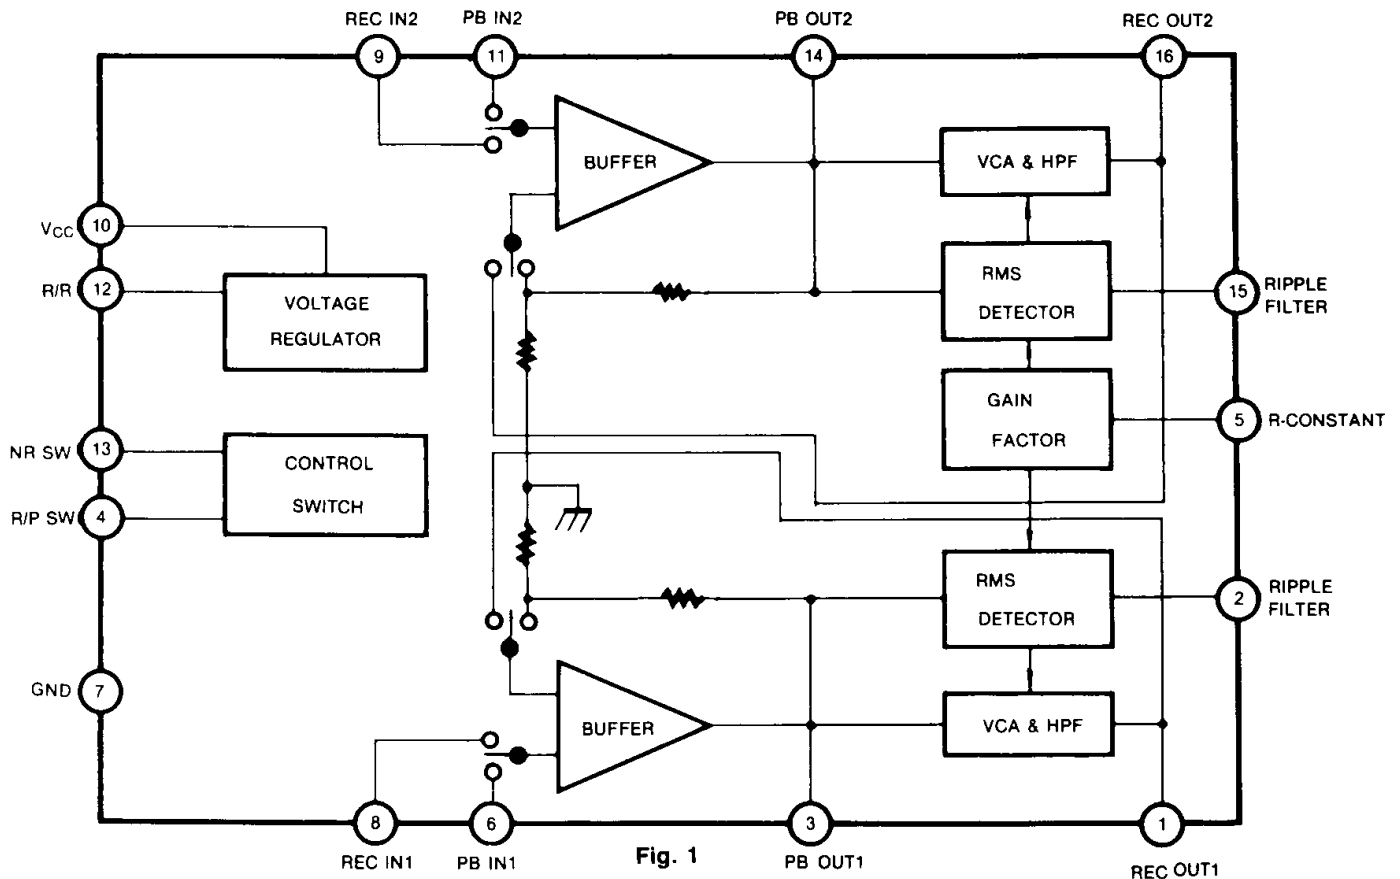 REC IN2
PB IN2
PB OUT2
REC OUT2
9
11
14
16
BUFFER
VCA & HPF
VCC
10
R/R
12
VOLTAGE
REGULATOR
RMS
DETECTOR
15
RIPPLE
FILTER
GAIN
FACTOR
5
R-CONSTANT
NR SW
13
R/P SW
4
CONTROL
SWITCH
RMS
DETECTOR
2
RIPPLE
FILTER
GND
7
BUFFER
VCA & HPF
8
6
3
1
REC IN1
PB IN1
Fig. 1
PB OUT1
REC OUT1